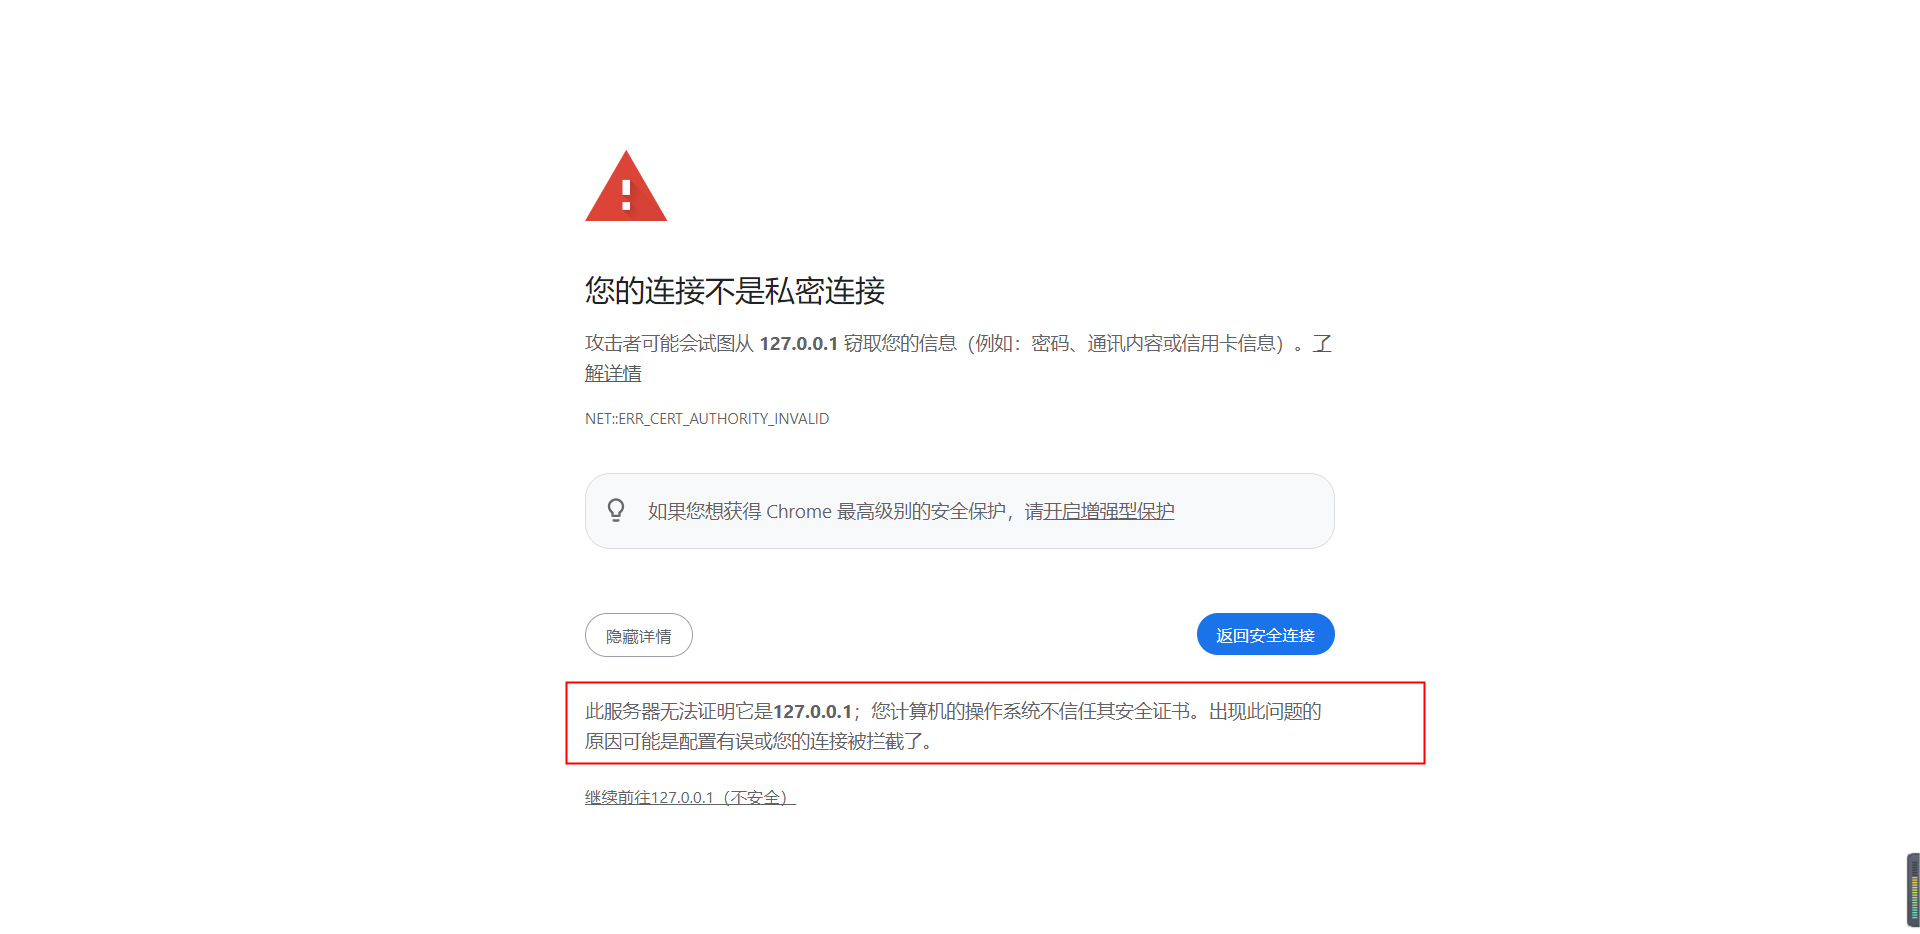 您的连接不是私密连接
攻击者可能会试图从 127.0.0.1 窃取您的信息（例如：密码、通讯内容或信用卡信息）。了
解详情
NET::ERR_CERT_AUTHORITY_INVALID
如果您想获得 Chrome 最高级别的安全保护，请开启增强型保护
隐藏详情
返回安全连接
此服务器无法证明它是127.0.0.1；您计算机的操作系统不信任其安全证书。出现此问题的
原因可能是配置有误或您的连接被拦截了。
继续前往127.0.0.1（不安全）